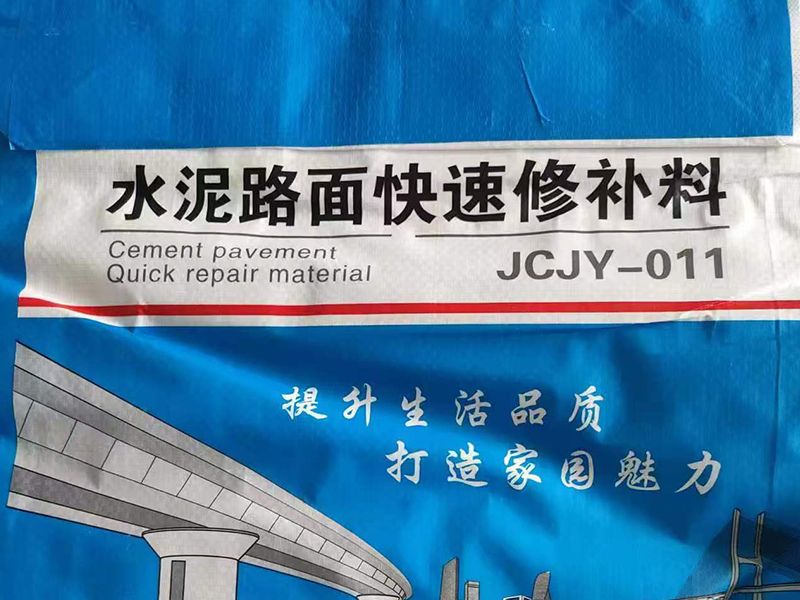 水泥路面快速修补料
Cement pavement
Quick repair material
JCJY-011
提升生活品质
打造家园魅力